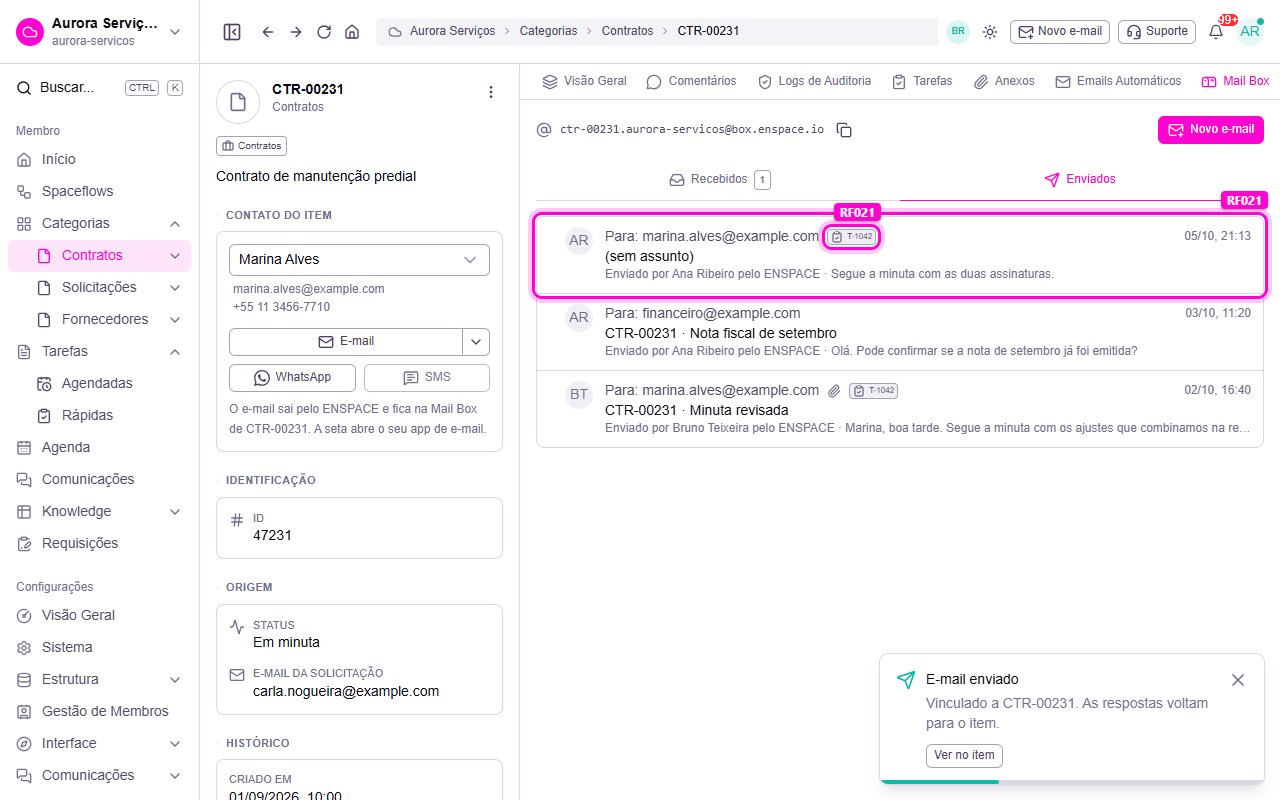 Aurora Serviç...
aurora-servicos
Buscar...
CTRL
K
Membro
Início
Spaceflows
Categorias
Contratos
Solicitações
Fornecedores
Tarefas
Agendadas
Rápidas
Agenda
Comunicações
Knowledge
Requisições
Configurações
Visão Geral
Sistema
Estrutura
Gestão de Membros
Interface
Comunicações
Aurora Serviços
Categorias
Contratos
CTR-00231
BR
Novo e-mail
Suporte
99+
AR
CTR-00231
Contratos
Contratos
Contrato de manutenção predial
CONTATO DO ITEM
Marina Alves
marina.alves@example.com
+55 11 3456-7710
E-mail
WhatsApp
SMS
O e-mail sai pelo ENSPACE e fica na Mail Box
de CTR-00231. A seta abre o seu app de e-mail.
IDENTIFICAÇÃO
ID
47231
ORIGEM
STATUS
Em minuta
E-MAIL DA SOLICITAÇÃO
carla.nogueira@example.com
HISTÓRICO
CRIADO EM
01/09/2026, 10:00
Visão Geral
Comentários
Logs de Auditoria
Tarefas
Anexos
Emails Automáticos
Mail Box
ctr-00231.aurora-servicos@box.enspace.io
Novo e-mail
Recebidos 1
Enviados
RF021
RF021
AR
Para: marina.alves@example.com
T-1042
05/10, 21:13
(sem assunto)
Enviado por Ana Ribeiro pelo ENSPACE · Segue a minuta com as duas assinaturas.
AR
Para: financeiro@example.com
03/10, 11:20
CTR-00231 · Nota fiscal de setembro
Enviado por Ana Ribeiro pelo ENSPACE · Olá. Pode confirmar se a nota de setembro já foi emitida?
BT
Para: marina.alves@example.com
T-1042
02/10, 16:40
CTR-00231 · Minuta revisada
Enviado por Bruno Teixeira pelo ENSPACE · Marina, boa tarde. Segue a minuta com os ajustes que combinamos na re...
E-mail enviado
Vinculado a CTR-00231. As respostas voltam
para o item.
Ver no item